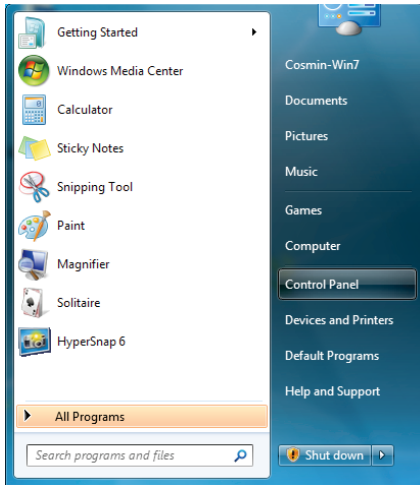 Getting Started
Windows Media Center
Calculator
Sticky Notes
Snipping Tool
Paint
Magnifier
Solitaire
HyperSnap 6
All Programs
Search programs and files
Cosmin-Win7
Documents
Pictures
Music
Games
Computer
Control Panel
Devices and Printers
Default Programs
Help and Support
Shut down